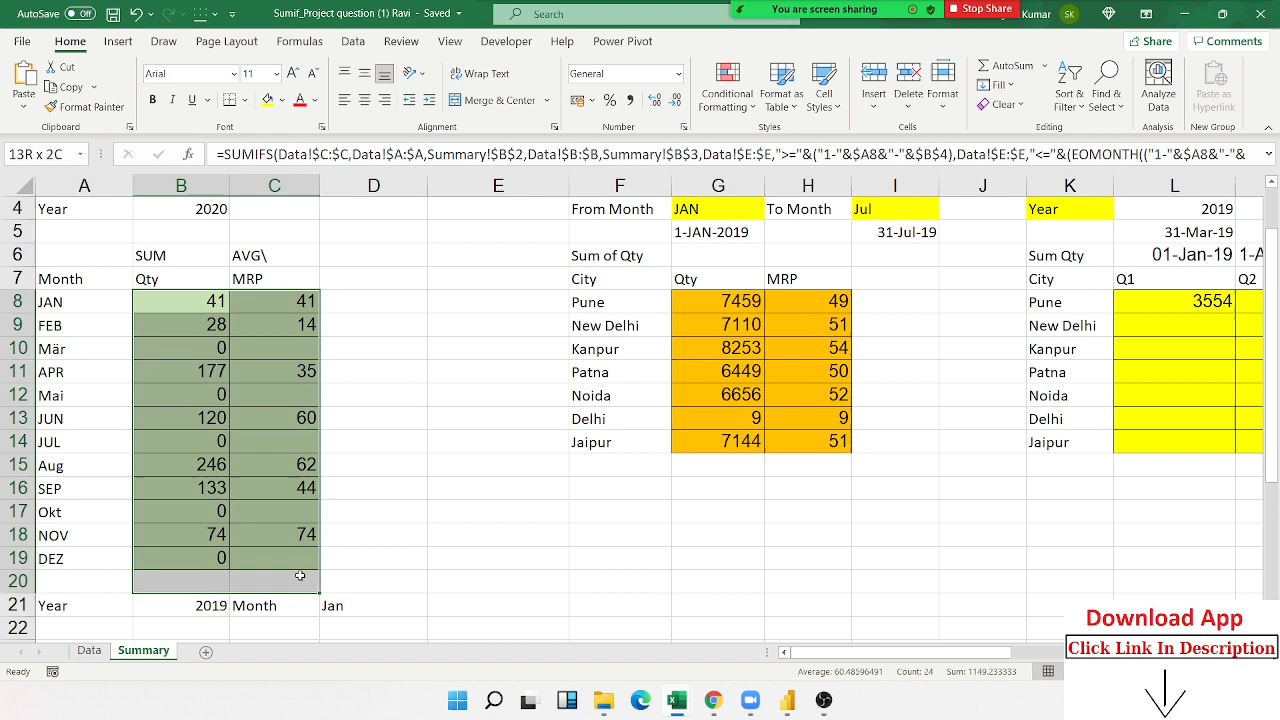 AutoSave Off Sumif_Project question (1) Ravi - Saved Search You are screen sharing Stop Share Kumar SK
File Home Insert Draw Page Layout Formulas Data Review View Developer Help Power Pivot Share Comments
Paste Cut Copy Format Painter Clipboard
Arial 11 B I U Font
Wrap Text Merge & Center Alignment
General Number
Conditional Formatting Format as Table Cell Styles Styles
Insert Delete Format Cells
AutoSum Fill Clear Sort & Filter Find & Select Editing
Analyze Data Analysis
Paste as Hyperlink New Group
13R x 2C fx =SUMIFS(Data!$C:$C,Data!$A:$A,Summary!$B$2,Data!$B:$B,Summary!$B$3,Data!$E:$E,">="&("1-"&$A8&"-"&$B$4),Data!$E:$E,"<="&(EOMONTH(("1-"&$A8&"-"&
A B C D E F G H I J K L
4 Year 2020 From Month JAN To Month Jul Year 2019
5 1-JAN-2019 31-Jul-19 31-Mar-19
6 SUM AVG\ Sum of Qty Sum Qty 01-Jan-19 1-A
7 Month Qty MRP City Qty MRP City Q1 Q2
8 JAN 41 41 Pune 7459 49 Pune 3554
9 FEB 28 14 New Delhi 7110 51 New Delhi
10 Mär 0 Kanpur 8253 54 Kanpur
11 APR 177 35 Patna 6449 50 Patna
12 Mai 0 Noida 6656 52 Noida
13 JUN 120 60 Delhi 9 9 Delhi
14 JUL 0 Jaipur 7144 51 Jaipur
15 Aug 246 62
16 SEP 133 44
17 Okt 0
18 NOV 74 74
19 DEZ 0
20
21 Year 2019 Month Jan
22
Download App
Click Link In Description
Data Summary
Ready Average: 60.48596491 Count: 24 Sum: 1149.233333